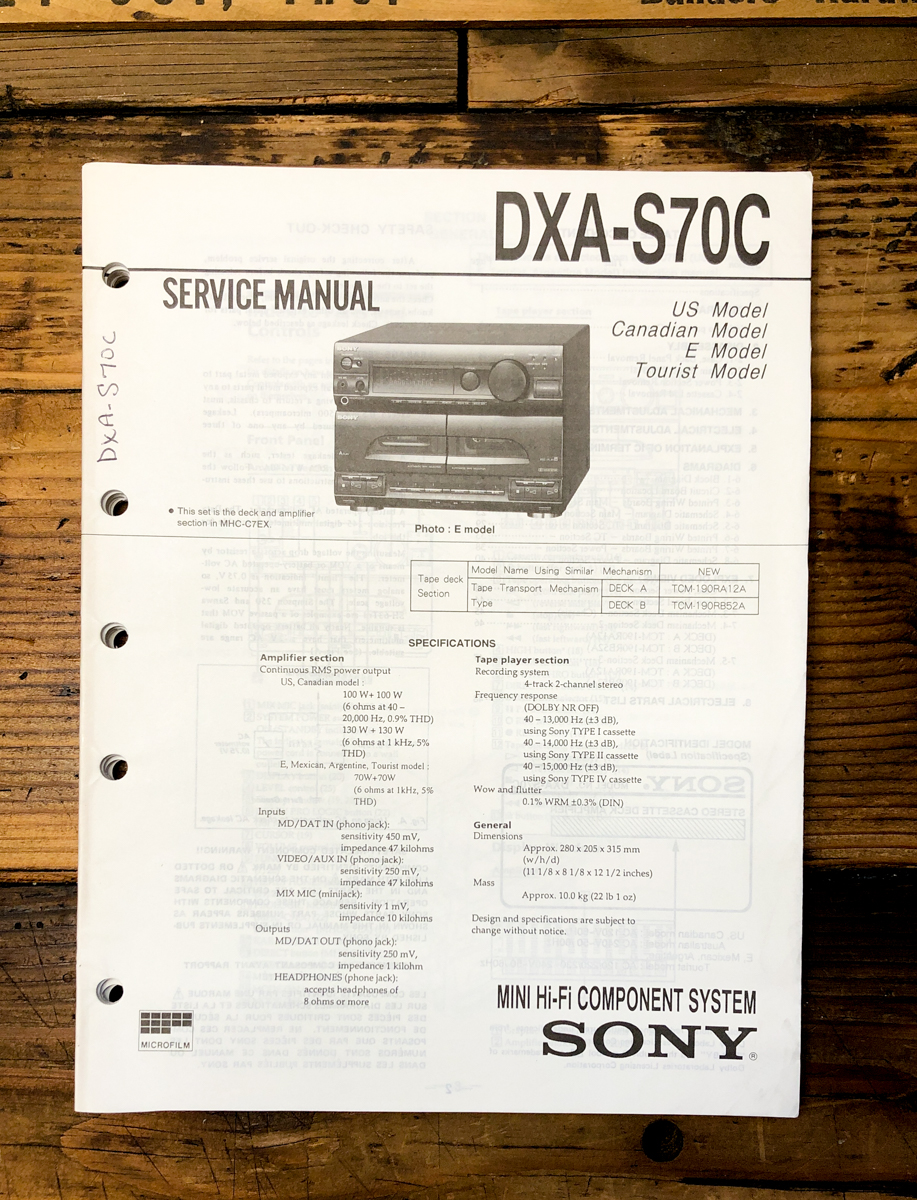 DXA-S70C
SERVICE MANUAL
US Model
Canadian Model
E Model
Tourist Model
DXA-S70C
SONY
SONY
● This set is the deck and amplifier
section in MHC-C7EX
Photo : E model
Tape deck
Section
Model Name Using Similar Mechanism
NEW
Tape Transport Mechanism
Type
DECK A
TCM-190RA12A
DECK B
TCM-190RB52A
SPECIFICATIONS
Amplifier section
Continuous RMS power output
US, Canadian model :
100 W+ 100 W
(6 ohms at 40 –
20,000 Hz, 0.9% THD)
130 W + 130 W
(6 ohms at 1 kHz, 5%
THD)
E, Mexican, Argentine, Tourist model :
70W+70W
(6 ohms at 1kHz, 5%
THD)
Inputs
MD/DAT IN (phono jack):
sensitivity 450 mV,
impedance 47 kilohms
VIDEO/AUX IN (phono jack):
sensitivity 250 mV,
impedance 47 kilohms
MIX MIC (minijack):
sensitivity 1 mV,
impedance 10 kilohms
Outputs
MD/DAT OUT (phono jack):
sensitivity 250 mV,
impedance 1 kilohm
HEADPHONES (phone jack):
accepts headphones of
8 ohms or more
Tape player section
Recording system
4-track 2-channel stereo
Frequency response
(DOLBY NR OFF)
40 – 13,000 Hz (±3 dB),
using Sony TYPE I cassette
40 – 14,000 Hz (±3 dB),
using Sony TYPE II cassette
40 – 15,000 Hz (±3 dB),
using Sony TYPE IV cassette
Wow and flutter
0.1% WRM ±0.3% (DIN)
General
Dimensions
Approx. 280 x 205 x 315 mm
(w/h/d)
(11 1/8 x 8 1/8 x 12 1/2 inches)
Mass
Approx. 10.0 kg (22 lb 1 oz)
Design and specifications are subject to
change without notice.
MICROFILM
MINI Hi-Fi COMPONENT SYSTEM
SONY®